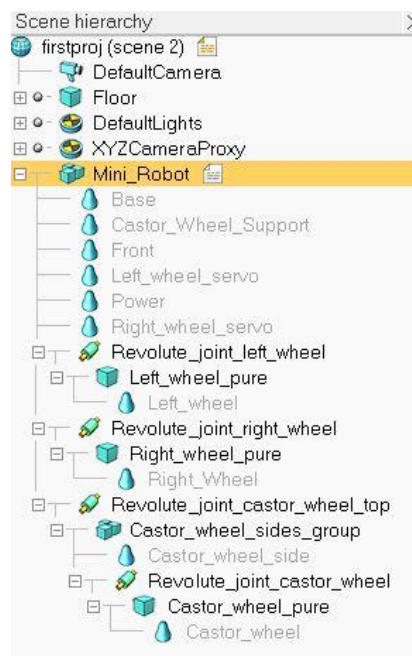 Scene hierarchy
firstproj (scene 2)
DefaultCamera
Floor
DefaultLights
XYZCameraProxy
Mini_Robot
Base
Castor_Wheel_Support
Front
Left_wheel_servo
Power
Right_wheel_servo
Revolute_joint_left_wheel
Left_wheel_pure
Left_wheel
Revolute_joint_right_wheel
Right_wheel_pure
Right_Wheel
Revolute_joint_castor_wheel_top
Castor_wheel_sides_group
Castor_wheel_side
Revolute_joint_castor_wheel
Castor_wheel_pure
Castor_wheel